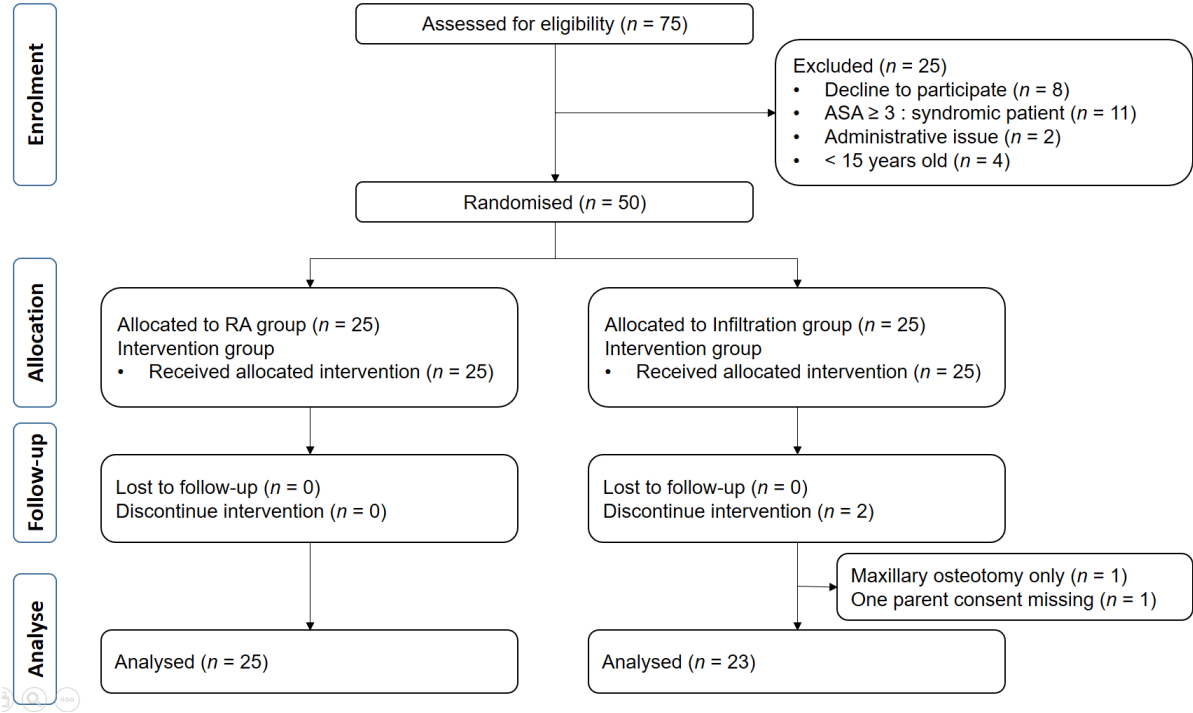 Enrolment
Assessed for eligibility (n = 75)
Excluded (n = 25)
• Decline to participate (n = 8)
• ASA ≥ 3 : syndromic patient (n = 11)
• Administrative issue (n = 2)
• < 15 years old (n = 4)
Randomised (n = 50)
Allocation
Allocated to RA group (n = 25)
Intervention group
• Received allocated intervention (n = 25)
Allocated to Infiltration group (n = 25)
Intervention group
• Received allocated intervention (n = 25)
Follow-up
Lost to follow-up (n = 0)
Discontinue intervention (n = 0)
Lost to follow-up (n = 0)
Discontinue intervention (n = 2)
Maxillary osteotomy only (n = 1)
One parent consent missing (n = 1)
Analyse
Analysed (n = 25)
Analysed (n = 23)